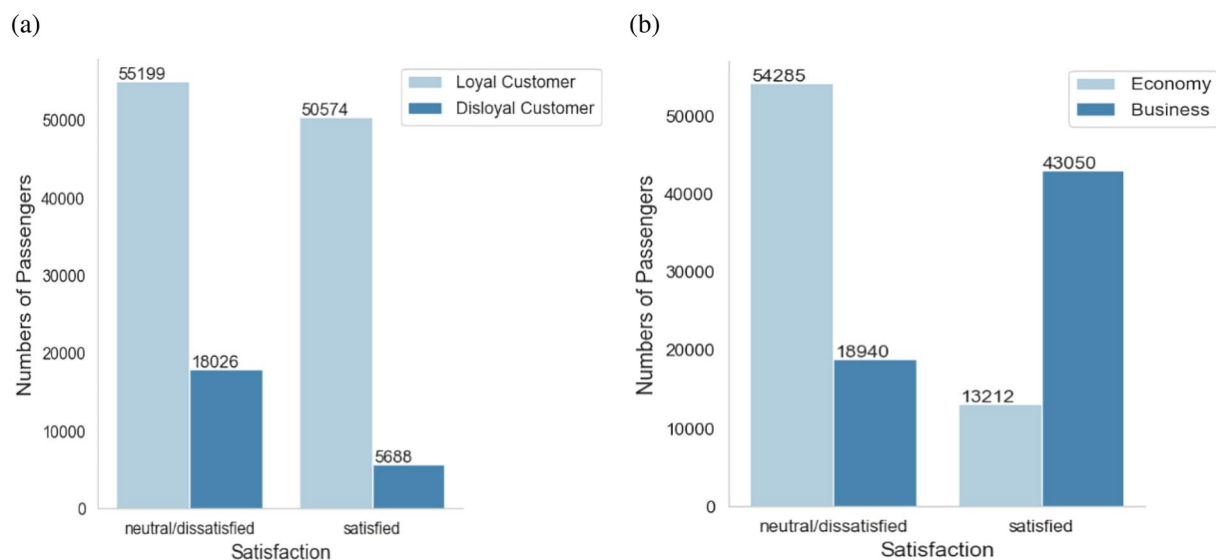 (a)
Numbers of Passengers
50000
40000
30000
20000
10000
0
55199
18026
50574
5688
Loyal Customer
Disloyal Customer
neutral/dissatisfied
satisfied
Satisfaction
(b)
Numbers of Passengers
50000
40000
30000
20000
10000
0
54285
18940
13212
43050
Economy
Business
neutral/dissatisfied
satisfied
Satisfaction